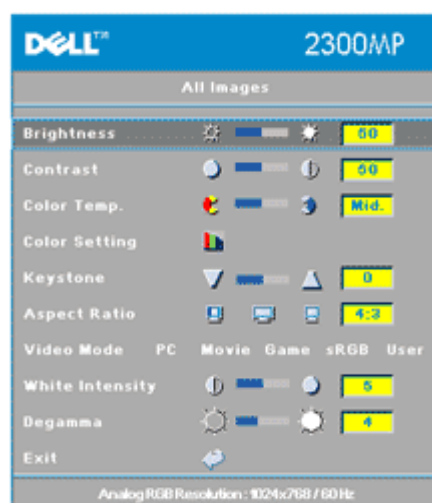 DELL™ 2300MP
All Images
Brightness 50
Contrast 50
Color Temp. Mid.
Color Setting
Keystone 0
Aspect Ratio 4:3
Video Mode PC Movie Game sRGB User
White Intensity 5
Degamma 4
Exit
Analog RGB Resolution : 1024x768 / 60 Hz